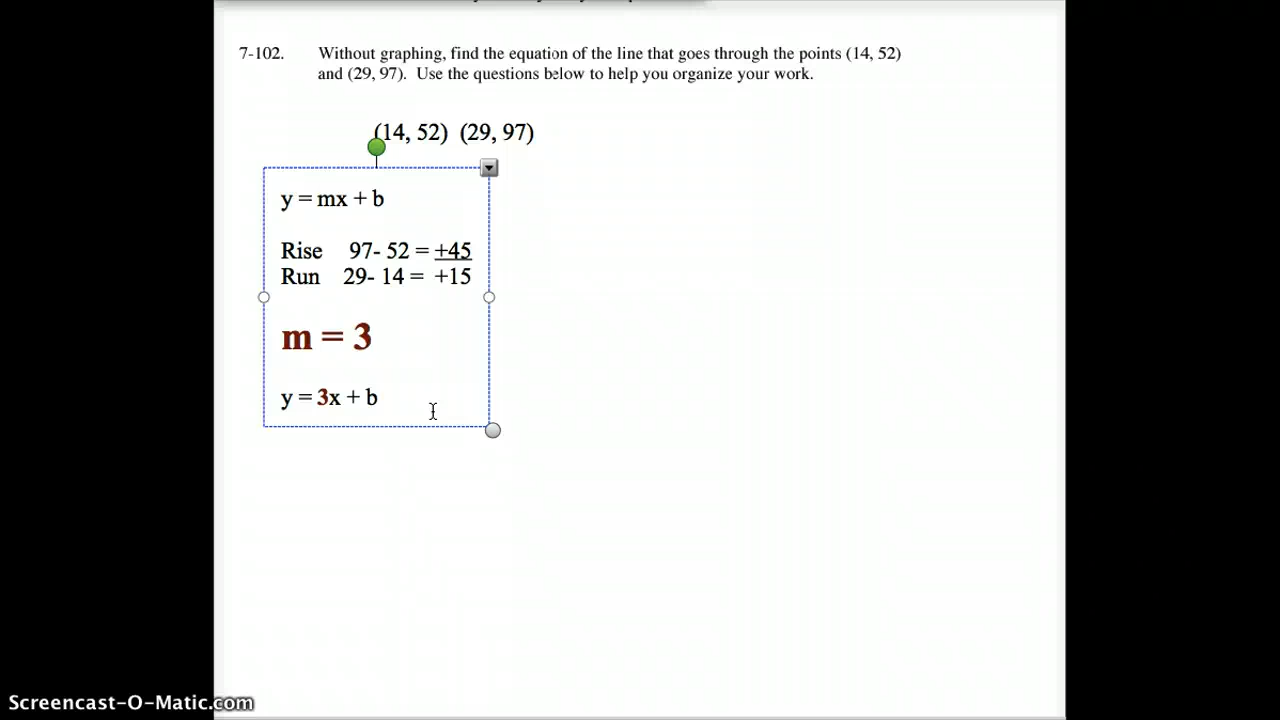 7-102. Without graphing, find the equation of the line that goes through the points (14, 52)
and (29, 97). Use the questions below to help you organize your work.
(14, 52) (29, 97)
y = mx + b
Rise 97- 52 = +45
Run 29- 14 = +15
m = 3
y = 3x + b
Screencast-O-Matic.com